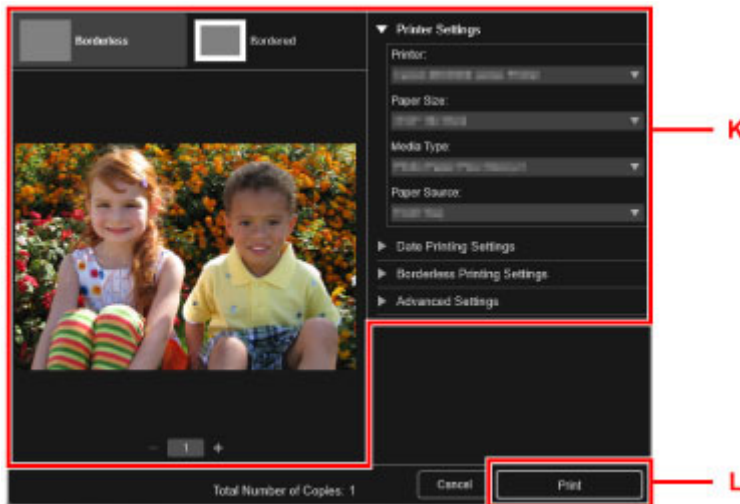 Borderless
Bordered
Printer Settings
Printer:
Paper Size:
Media Type:
Paper Source:
Date Printing Settings
Borderless Printing Settings
Advanced Settings
K
1
Total Number of Copies: 1
Cancel
Print
L